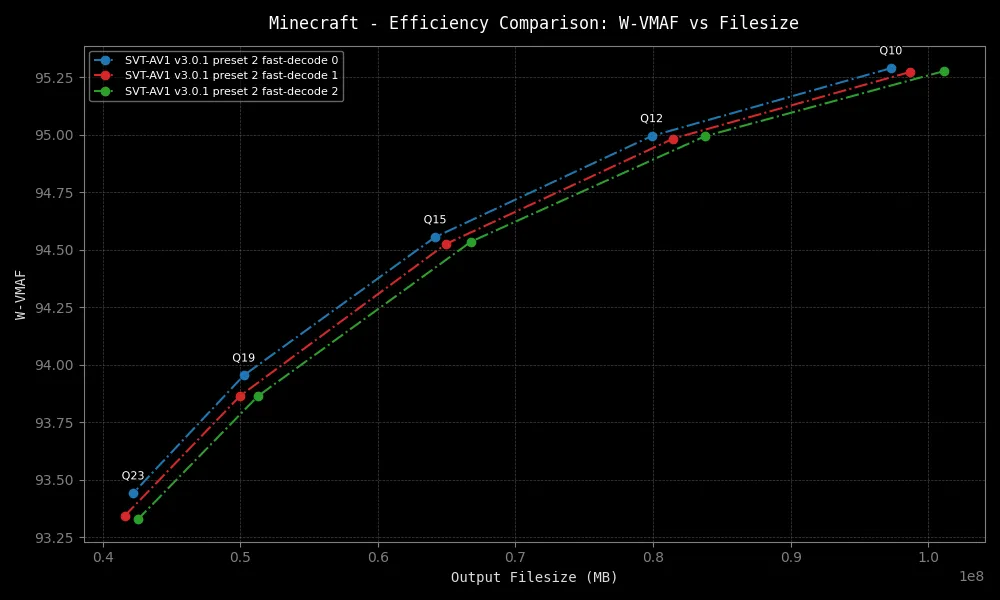 Minecraft - Efficiency Comparison: W-VMAF vs Filesize
SVT-AV1 v3.0.1 preset 2 fast-decode 0
SVT-AV1 v3.0.1 preset 2 fast-decode 1
SVT-AV1 v3.0.1 preset 2 fast-decode 2
Q10
Q12
Q15
Q19
Q23
W-VMAF
95.25
95.00
94.75
94.50
94.25
94.00
93.75
93.50
93.25
0.4 0.5 0.6 0.7 0.8 0.9 1.0
1e8
Output Filesize (MB)